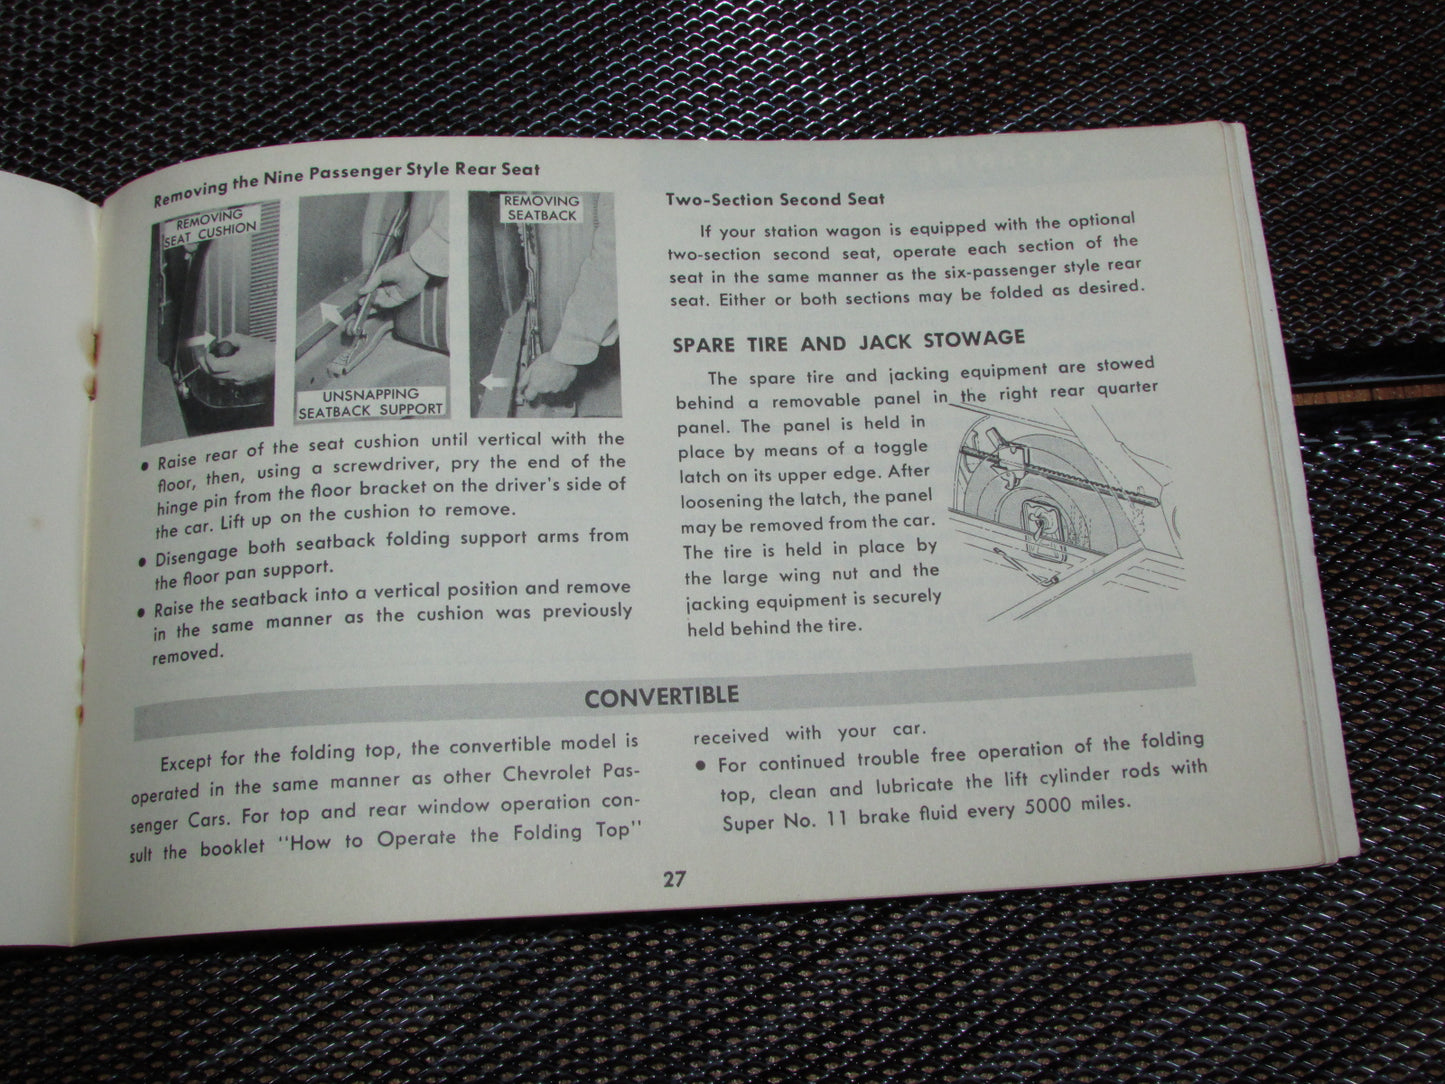 Removing the Nine Passenger Style Rear Seat
REMOVING
SEAT CUSHION
UNSNAPPING
SEATBACK SUPPORT
REMOVING
SEATBACK
• Raise rear of the seat cushion until vertical with the
floor, then, using a screwdriver, pry the end of the
hinge pin from the floor bracket on the driver's side of
the car. Lift up on the cushion to remove.
• Disengage both seatback folding support arms from
the floor pan support.
• Raise the seatback into a vertical position and remove
in the same manner as the cushion was previously
removed.
Two-Section Second Seat
If your station wagon is equipped with the optional
two-section second seat, operate each section of the
seat in the same manner as the six-passenger style rear
seat. Either or both sections may be folded as desired.
SPARE TIRE AND JACK STOWAGE
The spare tire and jacking equipment are stowed
behind a removable panel in the right rear quarter
panel. The panel is held in
place by means of a toggle
latch on its upper edge. After
loosening the latch, the panel
may be removed from the car.
The tire is held in place by
the large wing nut and the
jacking equipment is securely
held behind the tire.
CONVERTIBLE
Except for the folding top, the convertible model is
operated in the same manner as other Chevrolet Pas-
senger Cars. For top and rear window operation con-
sult the booklet "How to Operate the Folding Top"
received with your car.
• For continued trouble free operation of the folding
top, clean and lubricate the lift cylinder rods with
Super No. 11 brake fluid every 5000 miles.
27